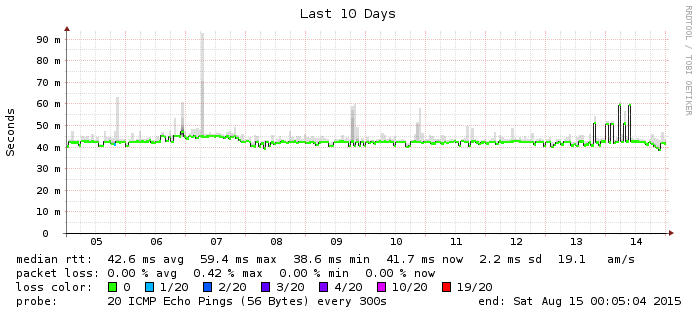 Last 10 Days
RRDTOOL / TOBI OETIKER
Seconds
90 m
80 m
70 m
60 m
50 m
40 m
30 m
20 m
10 m
0
05 06 07 08 09 10 11 12 13 14
median rtt: 42.6 ms avg 59.4 ms max 38.6 ms min 41.7 ms now 2.2 ms sd 19.1 am/s
packet loss: 0.00 % avg 0.42 % max 0.00 % min 0.00 % now
loss color: 0 1/20 2/20 3/20 4/20 10/20 19/20
probe: 20 ICMP Echo Pings (56 Bytes) every 300s end: Sat Aug 15 00:05:04 2015